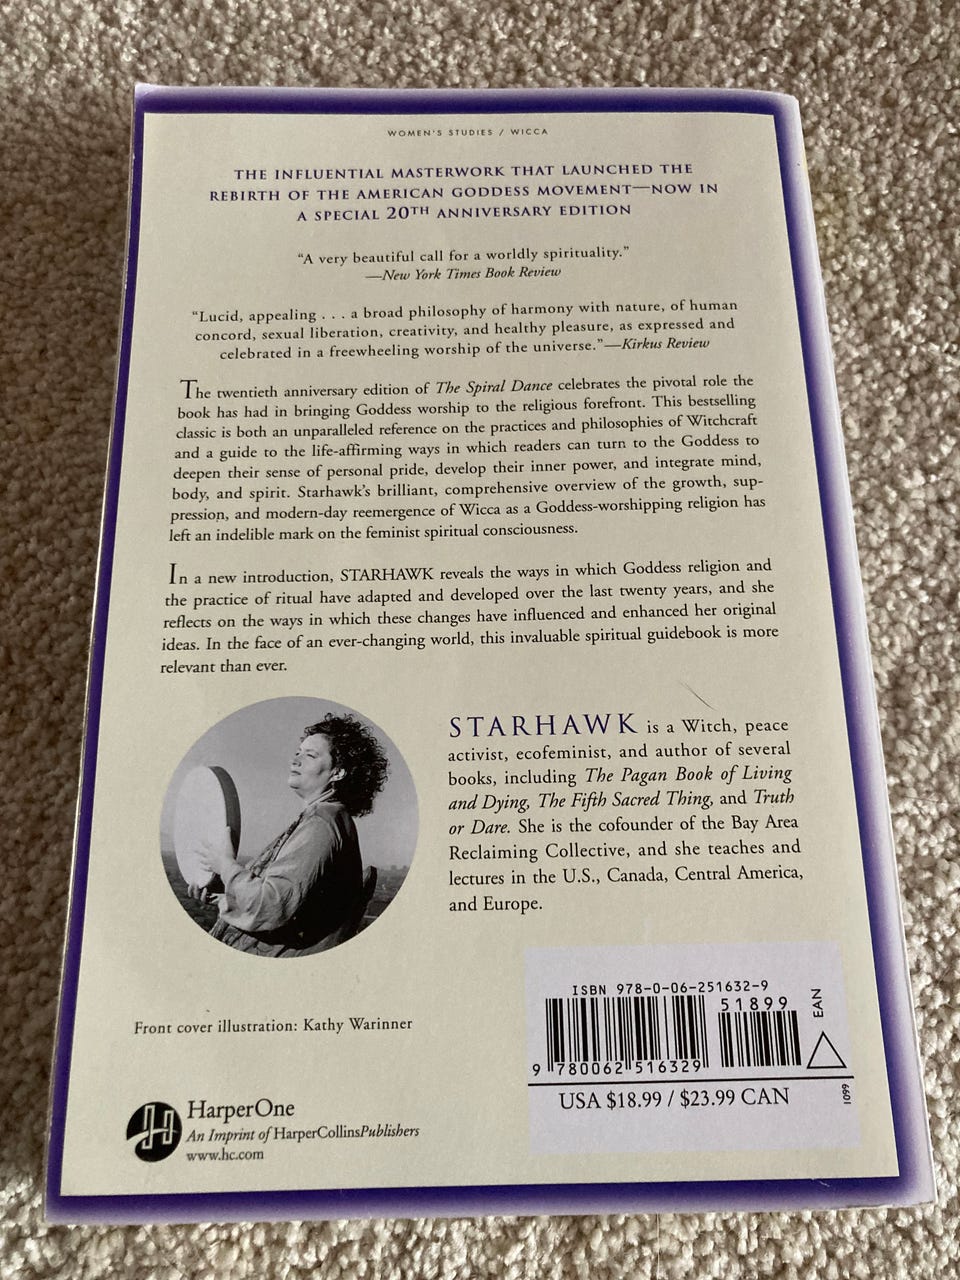 WOMEN'S STUDIES / WICCA
THE INFLUENTIAL MASTERWORK THAT LAUNCHED THE
REBIRTH OF THE AMERICAN GODDESS MOVEMENT—NOW IN
A SPECIAL 20TH ANNIVERSARY EDITION
“A very beautiful call for a worldly spirituality.”
—New York Times Book Review
“Lucid, appealing . . . a broad philosophy of harmony with nature, of human
concord, sexual liberation, creativity, and healthy pleasure, as expressed and
celebrated in a freewheeling worship of the universe.”—Kirkus Review
The twentieth anniversary edition of The Spiral Dance celebrates the pivotal role the
book has had in bringing Goddess worship to the religious forefront. This bestselling
classic is both an unparalleled reference on the practices and philosophies of Witchcraft
and a guide to the life-affirming ways in which readers can turn to the Goddess to
deepen their sense of personal pride, develop their inner power, and integrate mind,
body, and spirit. Starhawk’s brilliant, comprehensive overview of the growth, sup-
pression, and modern-day reemergence of Wicca as a Goddess-worshipping religion has
left an indelible mark on the feminist spiritual consciousness.
In a new introduction, STARHAWK reveals the ways in which Goddess religion and
the practice of ritual have adapted and developed over the last twenty years, and she
reflects on the ways in which these changes have influenced and enhanced her original
ideas. In the face of an ever-changing world, this invaluable spiritual guidebook is more
relevant than ever.
STARHAWK is a Witch, peace
activist, ecofeminist, and author of several
books, including The Pagan Book of Living
and Dying, The Fifth Sacred Thing, and Truth
or Dare. She is the cofounder of the Bay Area
Reclaiming Collective, and she teaches and
lectures in the U.S., Canada, Central America,
and Europe.
Front cover illustration: Kathy Warinner
HarperOne
An Imprint of HarperCollinsPublishers
www.hc.com
ISBN 978-0-06-251632-9
51899
EAN
9 780062 516329
USA $18.99 / $23.99 CAN
1099